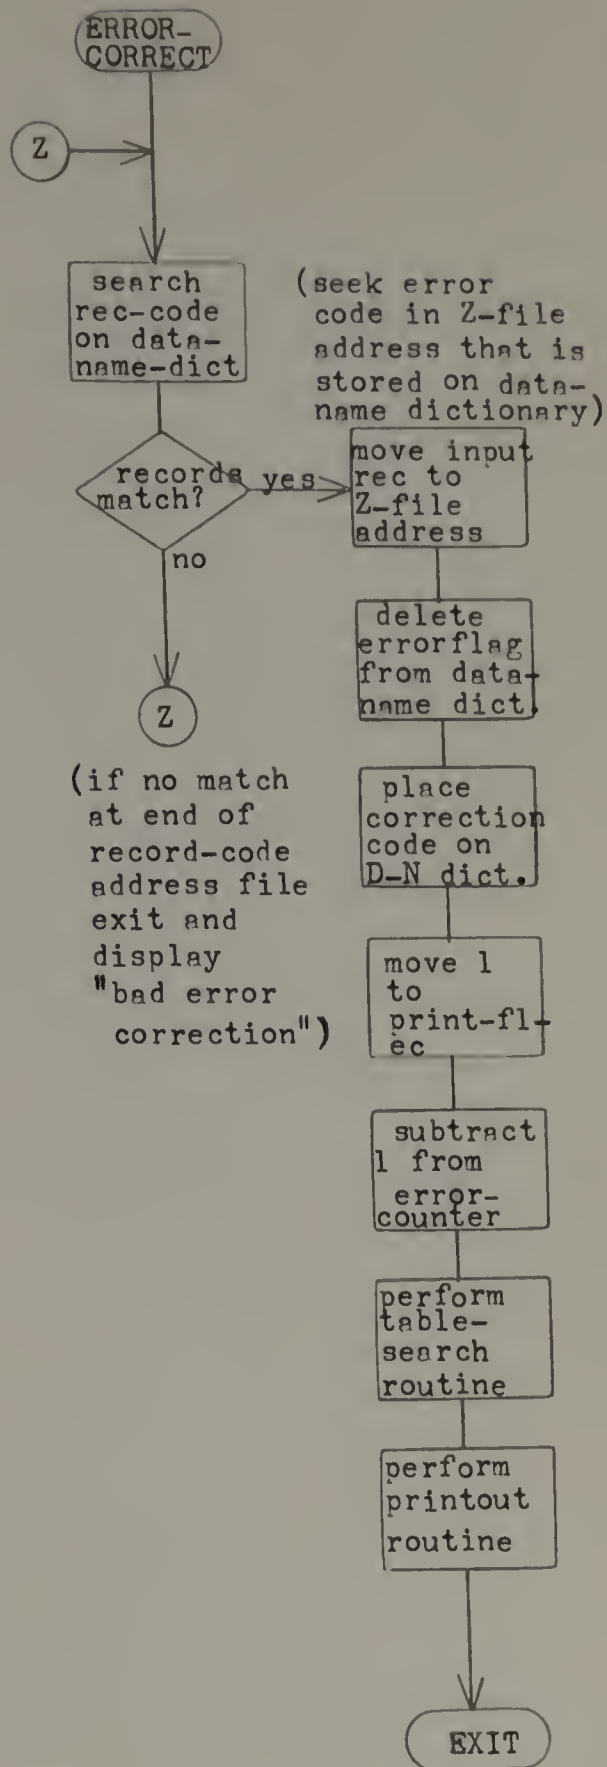 ERROR-
CORRECT
Z
search
rec-code
on data-
name-dict
(seek error
code in Z-file
address that is
stored on data-
name dictionary)
records
match?
yes
no
Z
(if no match
at end of
record-code
address file
exit and
display
"bad error
correction")
move input
rec to
Z-file
address
delete
errorflag
from data-
name dict.
place
correction
code on
D-N dict.
move 1
to
print-fl-
ec
subtract
1 from
error-
counter
perform
table-
search
routine
perform
printout
routine
EXIT